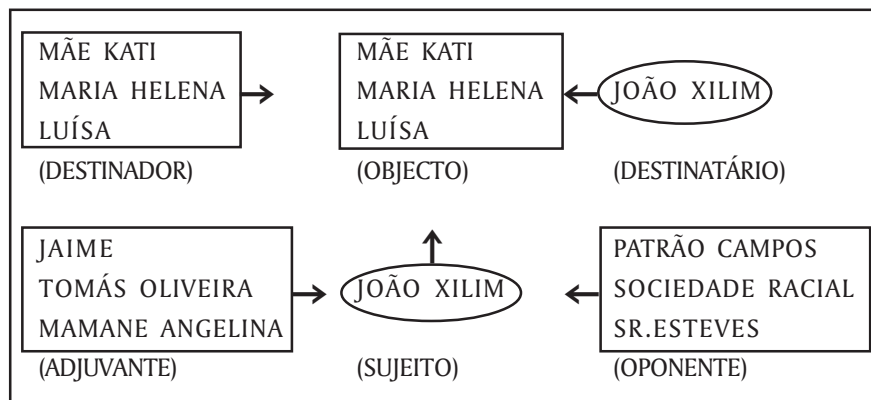 MÃE KATI
MARIA HELENA
LUÍSA
(DESTINADOR)
MÃE KATI
MARIA HELENA
LUÍSA
(OBJECTO)
JOÃO XILIM
(DESTINATÁRIO)
JAIME
TOMÁS OLIVEIRA
MAMANE ANGELINA
(ADJUVANTE)
JOÃO XILIM
(SUJEITO)
PATRÃO CAMPOS
SOCIEDADE RACIAL
SR.ESTEVES
(OPONENTE)